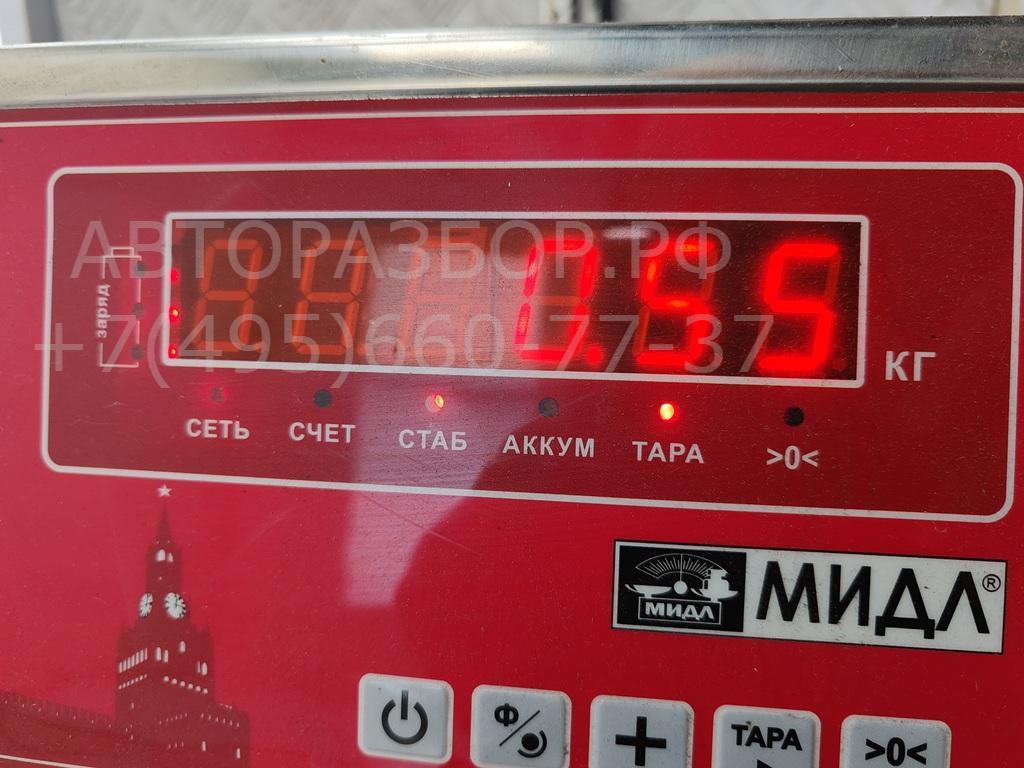 АВТОРАЗБОР.РФ
+7(495)660-77-37
заряд
0.55
КГ
СЕТЬ СЧЕТ СТАБ АККУМ ТАРА >0<
МИДЛ МИДЛ®
Ф/
+
ТАРА
>0<